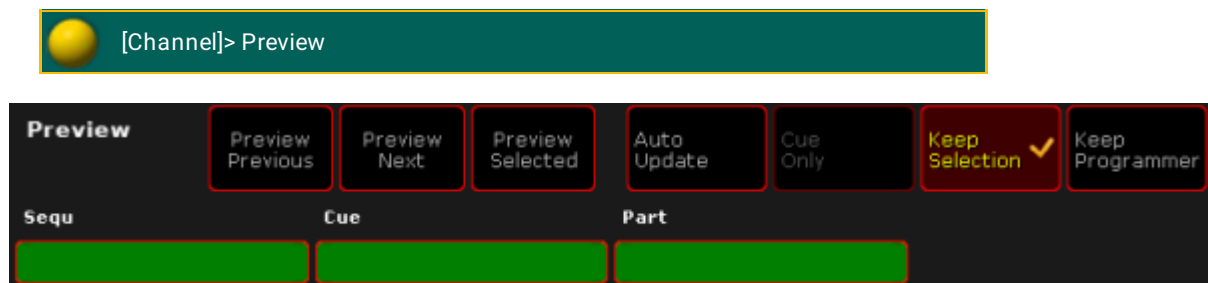 [Channel]> Preview
Preview
Preview
Previous
Preview
Next
Preview
Selected
Auto
Update
Cue
Only
Keep
Selection
Keep
Programmer
Sequ
Cue
Part